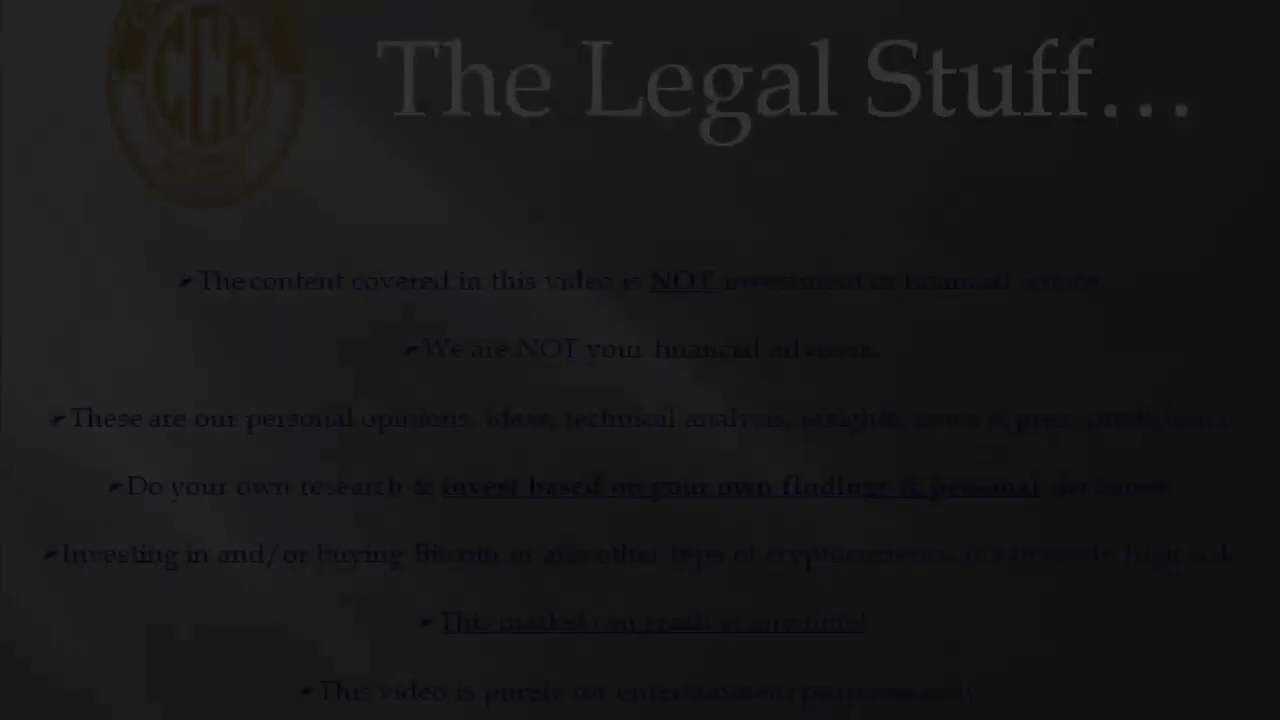 The Legal Stuff...
The content covered in this video is NOT investment or financial advice.
We are NOT your financial advisors.
These are our personal opinions, ideas, technical analysis, insights, news & price predictions.
Do your own research & invest based on your own findings & personal decisions.
Investing in and/or buying Bitcoin or any other type of cryptocurrency is extremely high risk
This market can crash at any time!
This video is purely for entertainment purposes only